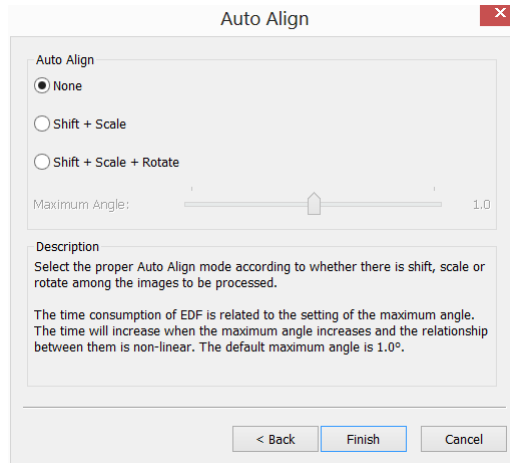 Auto Align
Auto Align
None
Shift + Scale
Shift + Scale + Rotate
Maximum Angle: 1.0
Description
Select the proper Auto Align mode according to whether there is shift, scale or
rotate among the images to be processed.
The time consumption of EDF is related to the setting of the maximum angle.
The time will increase when the maximum angle increases and the relationship
between them is non-linear. The default maximum angle is 1.0º.
< Back Finish Cancel